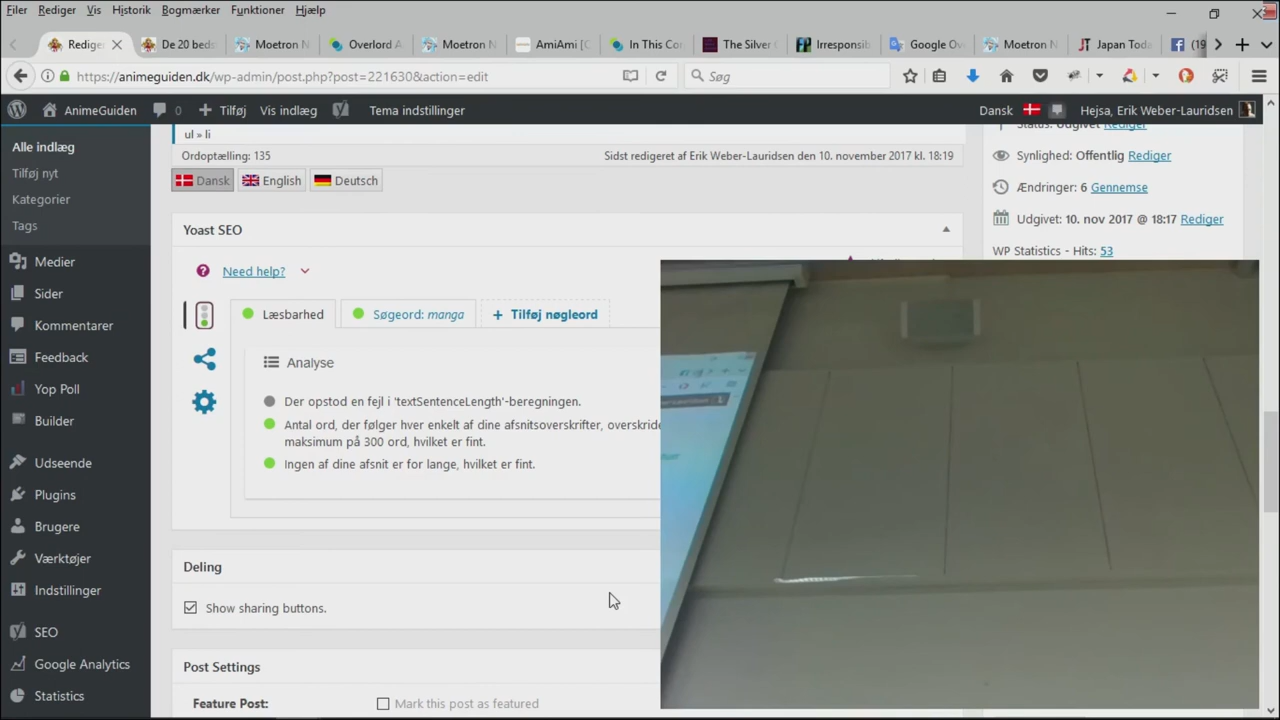 Filer Rediger Vis Historik Bogmærker Funktioner Hjælp
Rediger De 20 beds Moetron N Overlord A Moetron N AmiAmi [ In This Co The Silver Irresponsib Google Ov Moetron N Japan Toda (19
https://animeguiden.dk/wp-admin/post.php?post=221630&action=edit Søg
AnimeGuiden 0 Tilføj Vis indlæg Tema indstillinger Dansk Hejsa, Erik Weber-Lauridsen
Alle indlæg
Tilføj nyt
Kategorier
Tags
Medier
Sider
Kommentarer
Feedback
Yop Poll
Builder
Udseende
Plugins
Brugere
Værktøjer
Indstillinger
SEO
Google Analytics
Statistics
ul » li
Ordoptælling: 135 Sidst redigeret af Erik Weber-Lauridsen den 10. november 2017 kl. 18:19
Dansk English Deutsch
Yoast SEO
Need help?
Læsbarhed Søgeord: manga + Tilføj nøgleord
Analyse
Der opstod en fejl i 'textSentenceLength'-beregningen.
Antal ord, der følger hver enkelt af dine afsnitsoverskrifter, overskride
maksimum på 300 ord, hvilket er fint.
Ingen af dine afsnit er for lange, hvilket er fint.
Deling
Show sharing buttons.
Post Settings
Feature Post: Mark this post as featured
Status: Udgivet Rediger
Synlighed: Offentlig Rediger
Ændringer: 6 Gennemse
Udgivet: 10. nov 2017 @ 18:17 Rediger
WP Statistics - Hits: 53